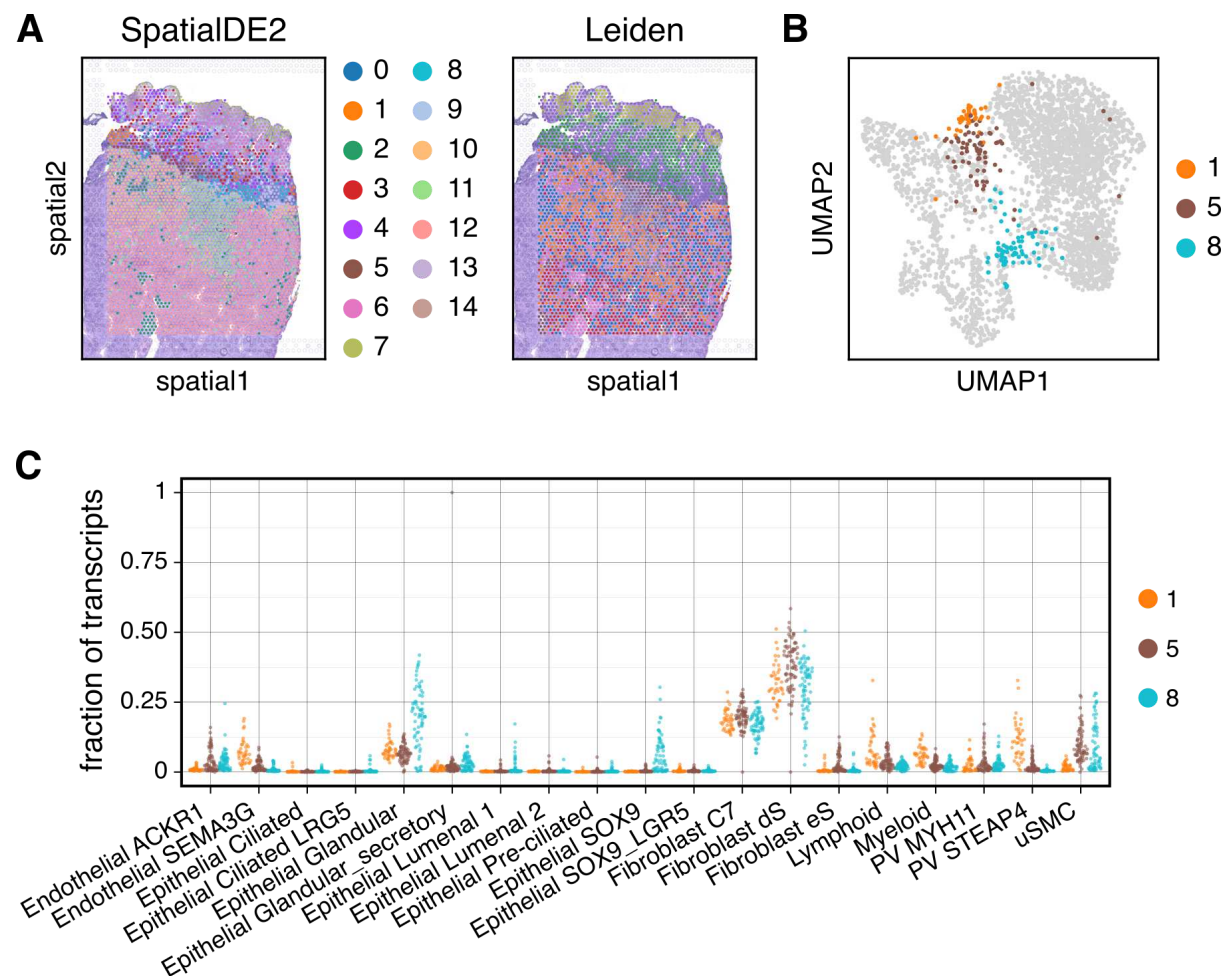 A
SpatialDE2
Leiden
B
spatial2
spatial1
0
1
2
3
4
5
6
7
8
9
10
11
12
13
14
spatial1
UMAP2
UMAP1
1
5
8
C
fraction of transcripts
1
0.75
0.50
0.25
0
Endothelial ACKR1
Endothelial SEMA3G
Epithelial Ciliated
Epithelial Ciliated LRG5
Epithelial Glandular
Epithelial Glandular_secretory
Epithelial Lumenal 1
Epithelial Lumenal 2
Epithelial Pre-ciliated
Epithelial SOX9
Epithelial SOX9_LGR5
Fibroblast C7
Fibroblast dS
Fibroblast eS
Lymphoid
Myeloid
PV MYH11
PV STEAP4
uSMC
1
5
8